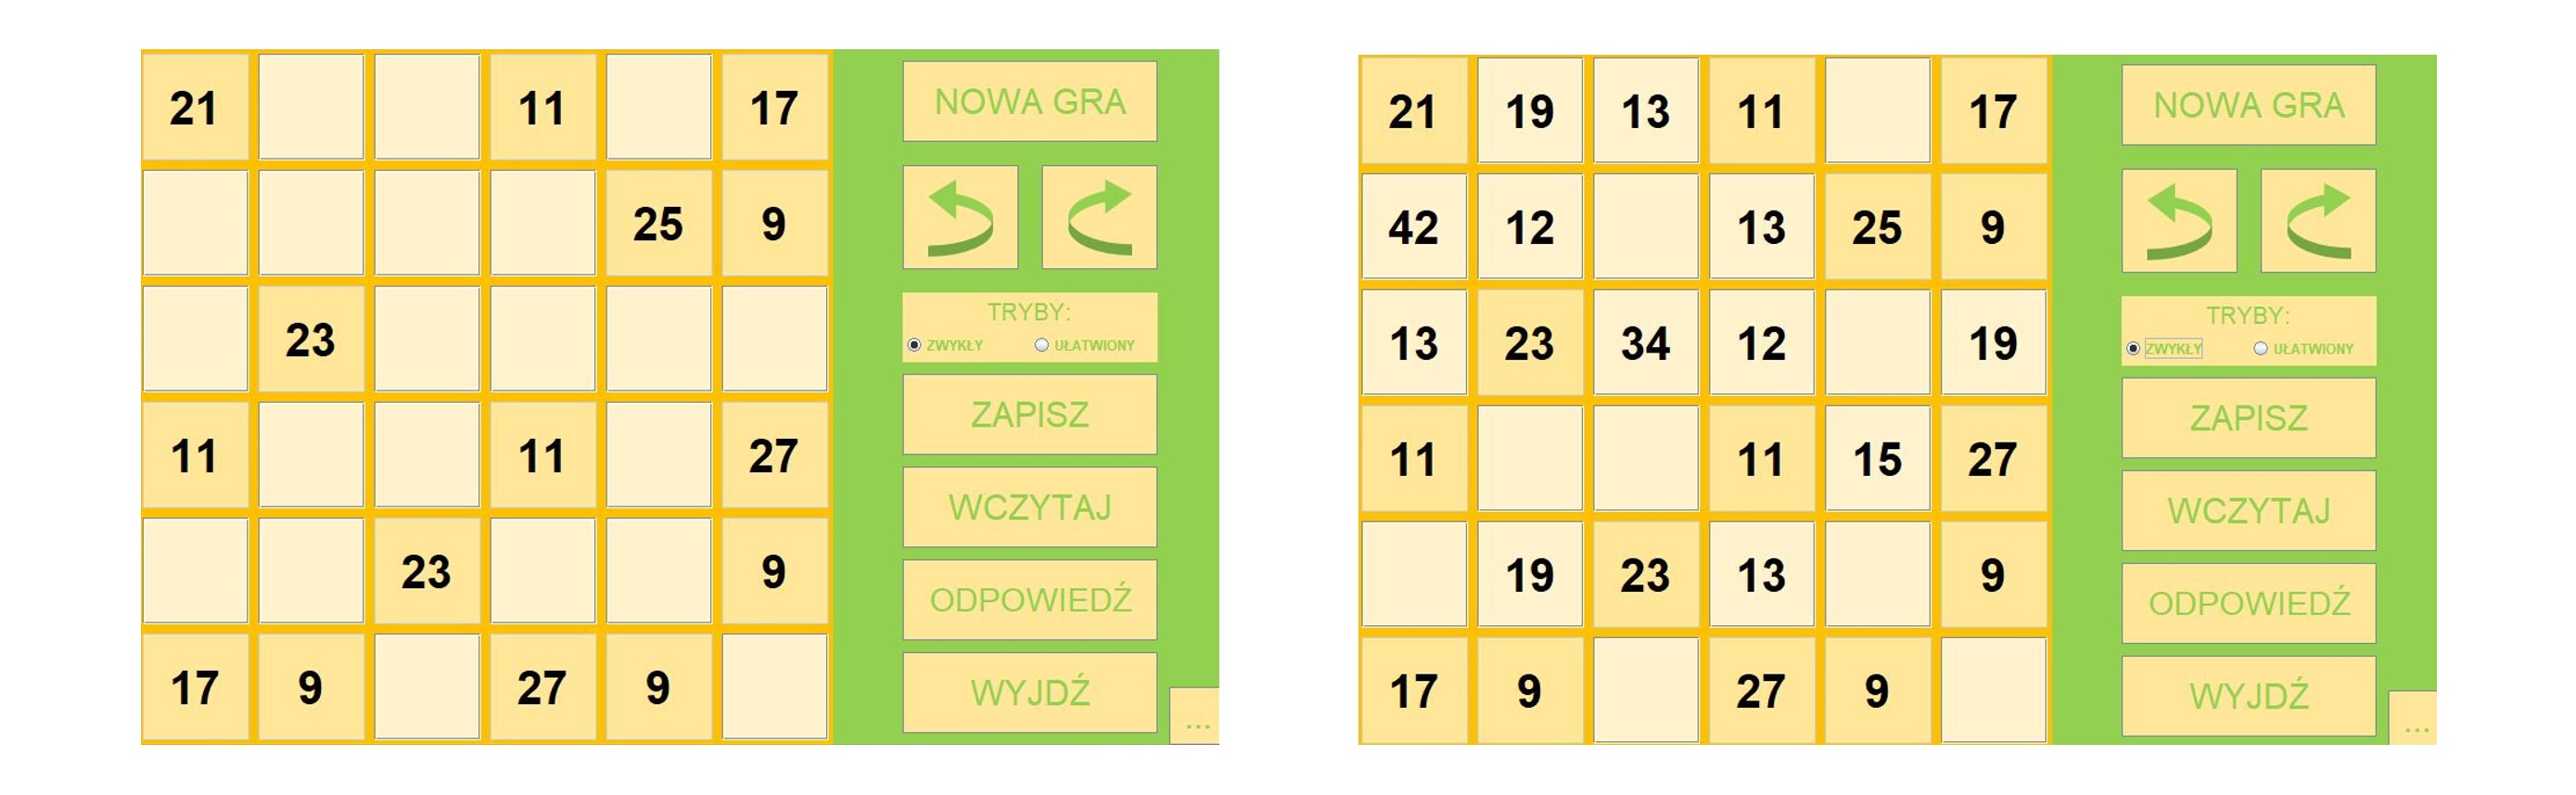 21 11 17
25 9
23
11 11 27
23 9
17 9 27 9
NOWA GRA
TRYBY:
ZWYKŁY UŁATWIONY
ZAPISZ
WCZYTAJ
ODPOWIEDŹ
WYJDŹ
...
21 19 13 11 17
42 12 13 25 9
13 23 34 12 19
11 11 15 27
19 23 13 9
17 9 27 9
NOWA GRA
TRYBY:
ZWYKŁY UŁATWIONY
ZAPISZ
WCZYTAJ
ODPOWIEDŹ
WYJDŹ
...